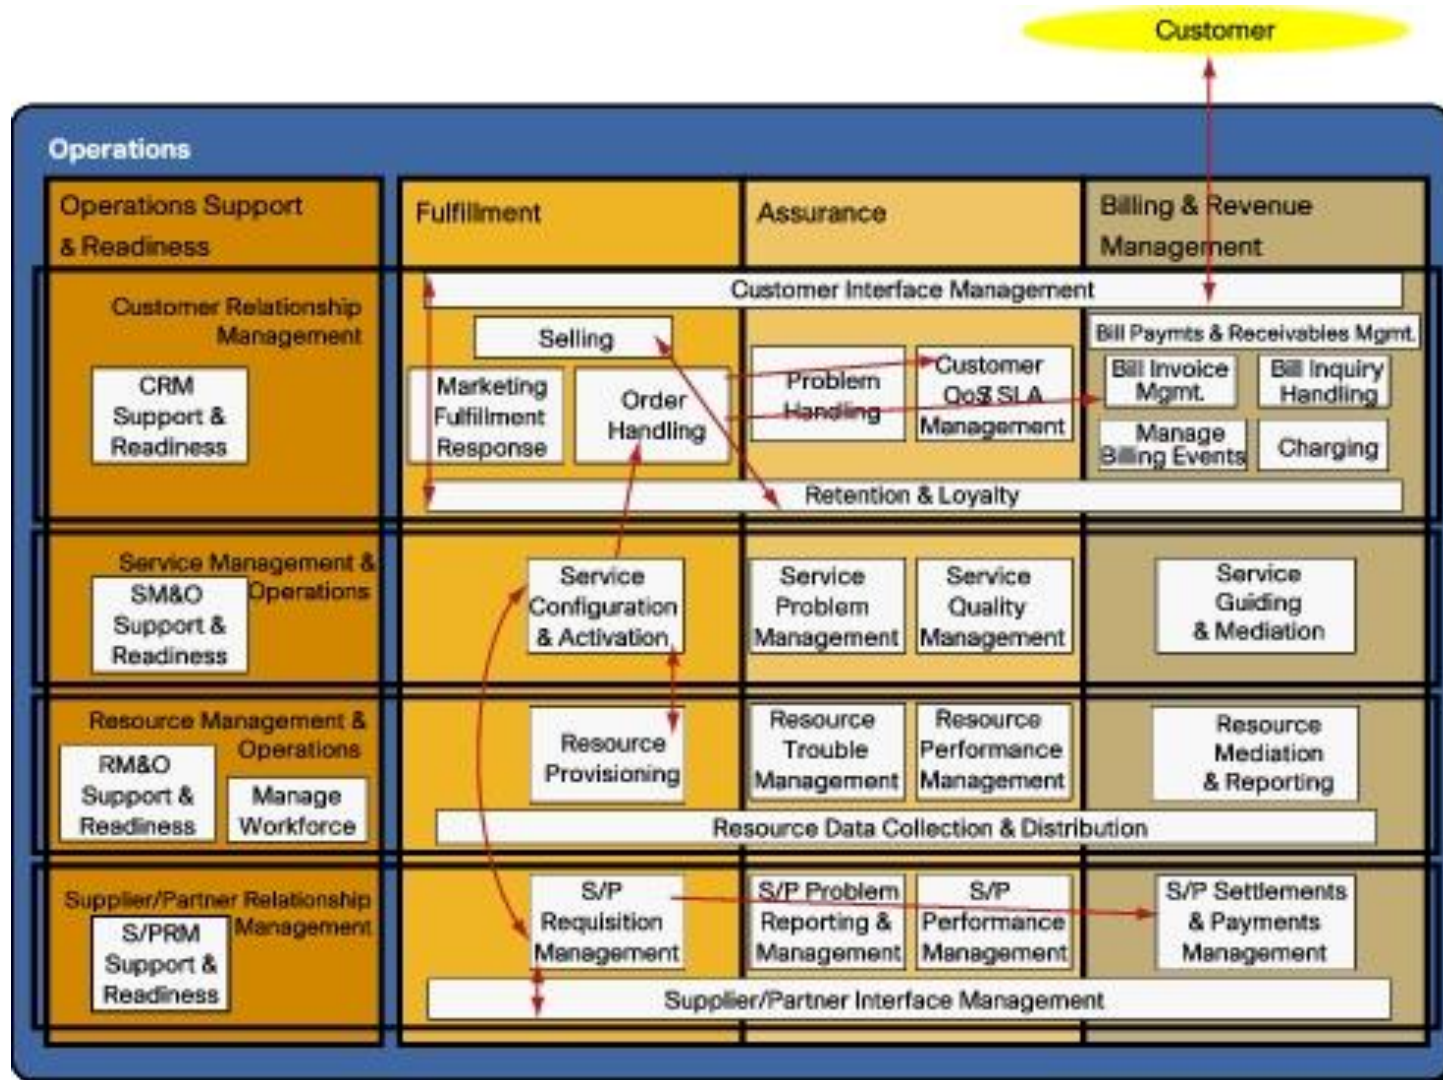 Customer
Operations
Operations Support
& Readiness
Fulfillment
Assurance
Billing & Revenue
Management
Customer Relationship
Management
CRM
Support &
Readiness
Customer Interface Management
Selling
Marketing
Fulfillment
Response
Order
Handling
Problem
Handling
Customer
QoS / SLA
Management
Bill Paymts & Receivables Mgmt.
Bill Invoice
Mgmt.
Bill Inquiry
Handling
Manage
Billing Events
Charging
Retention & Loyalty
Service Management &
Operations
SM&O
Support &
Readiness
Service
Configuration
& Activation
Service
Problem
Management
Service
Quality
Management
Service
Guiding
& Mediation
Resource Management &
Operations
RM&O
Support &
Readiness
Manage
Workforce
Resource
Provisioning
Resource
Trouble
Management
Resource
Performance
Management
Resource
Mediation
& Reporting
Resource Data Collection & Distribution
Supplier/Partner Relationship
Management
S/PRM
Support &
Readiness
S/P
Requisition
Management
S/P Problem
Reporting &
Management
S/P
Performance
Management
S/P Settlements
& Payments
Management
Supplier/Partner Interface Management